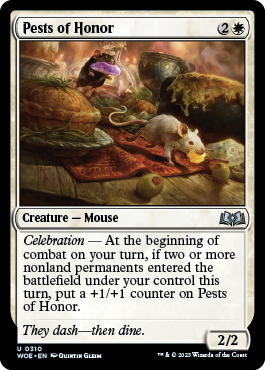 Pests of Honor 2
Creature — Mouse
Celebration — At the beginning of
combat on your turn, if two or more
nonland permanents entered the
battlefield under your control this
turn, put a +1/+1 counter on Pests
of Honor.
They dash—then dine.
2/2
U 0310
WOE • EN Quintin Gleim ™ & © 2023 Wizards of the Coast